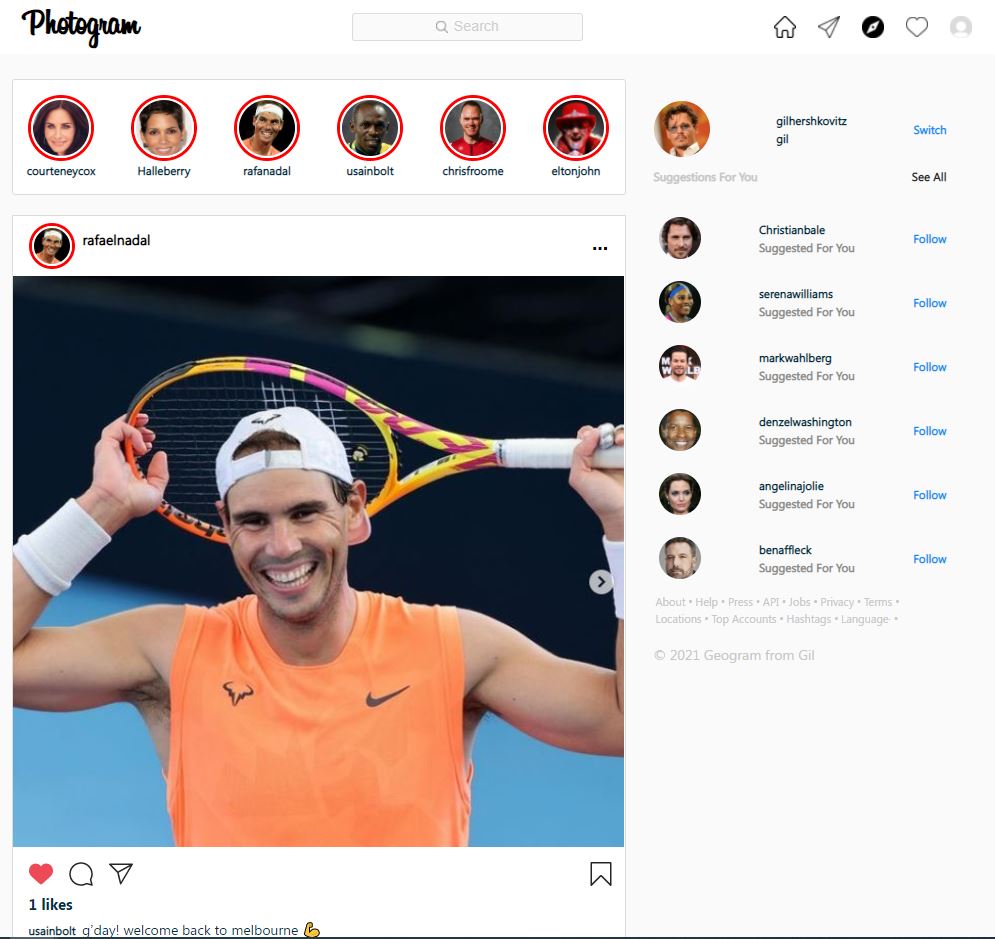 Photogram
Search
courteneycox
Halleberry
rafanadal
usainbolt
chrisfroome
eltonjohn
rafaelnadal
...
1 likes
usainbolt g'day! welcome back to melbourne 💪
gilhershkovitz
gil
Switch
Suggestions For You
See All
Christianbale
Suggested For You
Follow
serenawilliams
Suggested For You
Follow
markwahlberg
Suggested For You
Follow
denzelwashington
Suggested For You
Follow
angelinajolie
Suggested For You
Follow
benaffleck
Suggested For You
Follow
About • Help • Press • API • Jobs • Privacy • Terms •
Locations • Top Accounts • Hashtags • Language· •
© 2021 Geogram from Gil